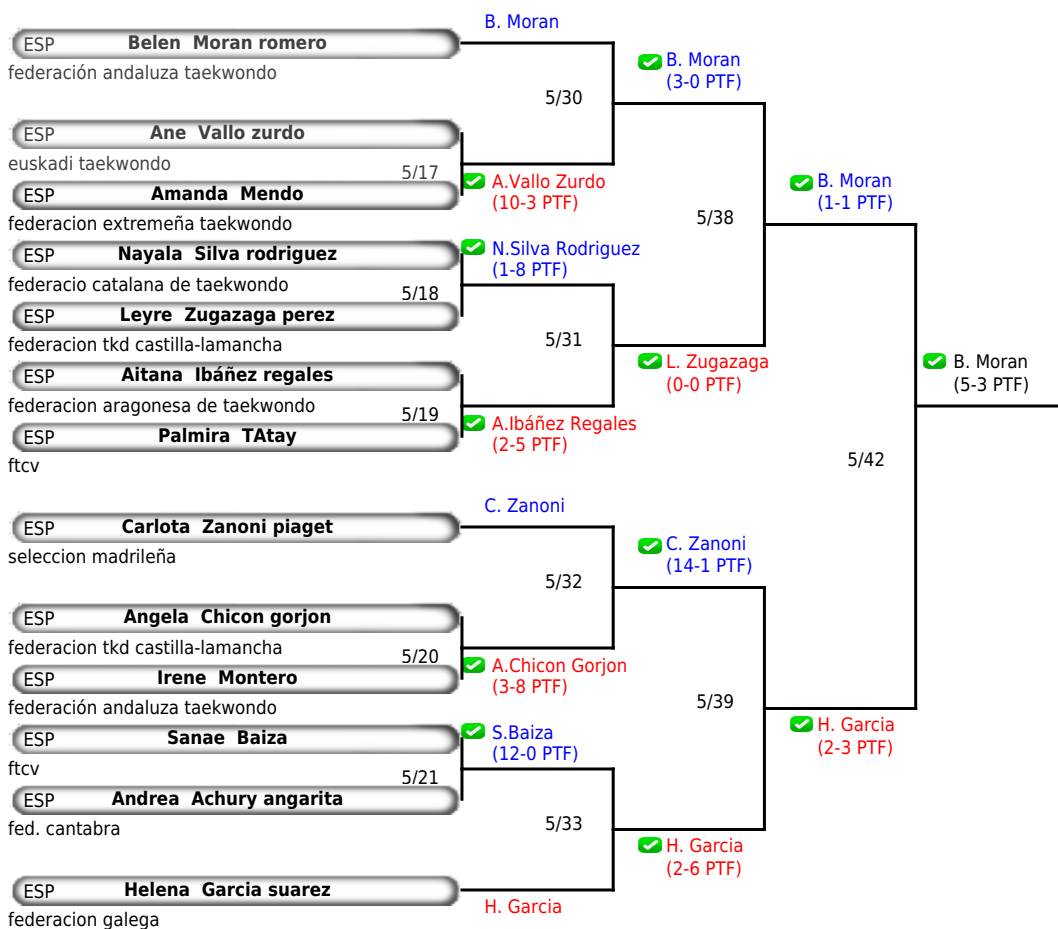 B. Moran
ESP Belen Moran romero
federación andaluza taekwondo
B. Moran
(3-0 PTF)
5/30
ESP Ane Vallo zurdo
euskadi taekwondo
5/17
ESP Amanda Mendo
federacion extremeña taekwondo
A.Vallo Zurdo
(10-3 PTF)
B. Moran
(1-1 PTF)
5/38
ESP Nayala Silva rodriguez
federacio catalana de taekwondo
N.Silva Rodriguez
(1-8 PTF)
5/18
ESP Leyre Zugazaga perez
federacion tkd castilla-lamancha
5/31
L. Zugazaga
(0-0 PTF)
B. Moran
(5-3 PTF)
ESP Aitana Ibáñez regales
federacion aragonesa de taekwondo
5/19
ESP Palmira TAtay
ftcv
A.Ibáñez Regales
(2-5 PTF)
5/42
C. Zanoni
ESP Carlota Zanoni piaget
seleccion madrileña
C. Zanoni
(14-1 PTF)
5/32
ESP Angela Chicon gorjon
federacion tkd castilla-lamancha
5/20
ESP Irene Montero
federación andaluza taekwondo
A.Chicon Gorjon
(3-8 PTF)
5/39
H. Garcia
(2-3 PTF)
ESP Sanae Baiza
ftcv
S.Baiza
(12-0 PTF)
5/21
ESP Andrea Achury angarita
fed. cantabra
5/33
H. Garcia
(2-6 PTF)
ESP Helena Garcia suarez
federacion galega
H. Garcia